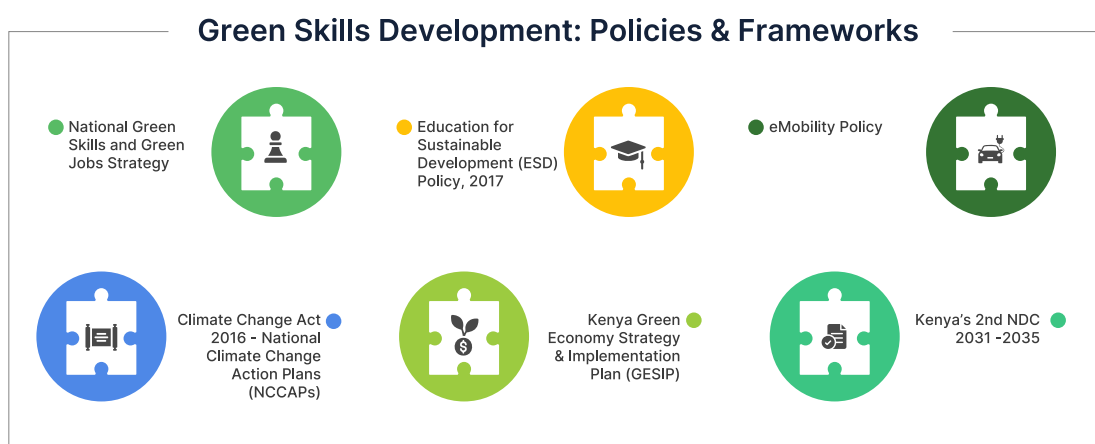 Green Skills Development: Policies & Frameworks
National Green
Skills and Green
Jobs Strategy
Education for
Sustainable
Development (ESD)
Policy, 2017
eMobility Policy
Climate Change Act
2016 - National
Climate Change
Action Plans
(NCCAPs)
Kenya Green
Economy Strategy
& Implementation
Plan (GESIP)
Kenya's 2nd NDC
2031 -2035